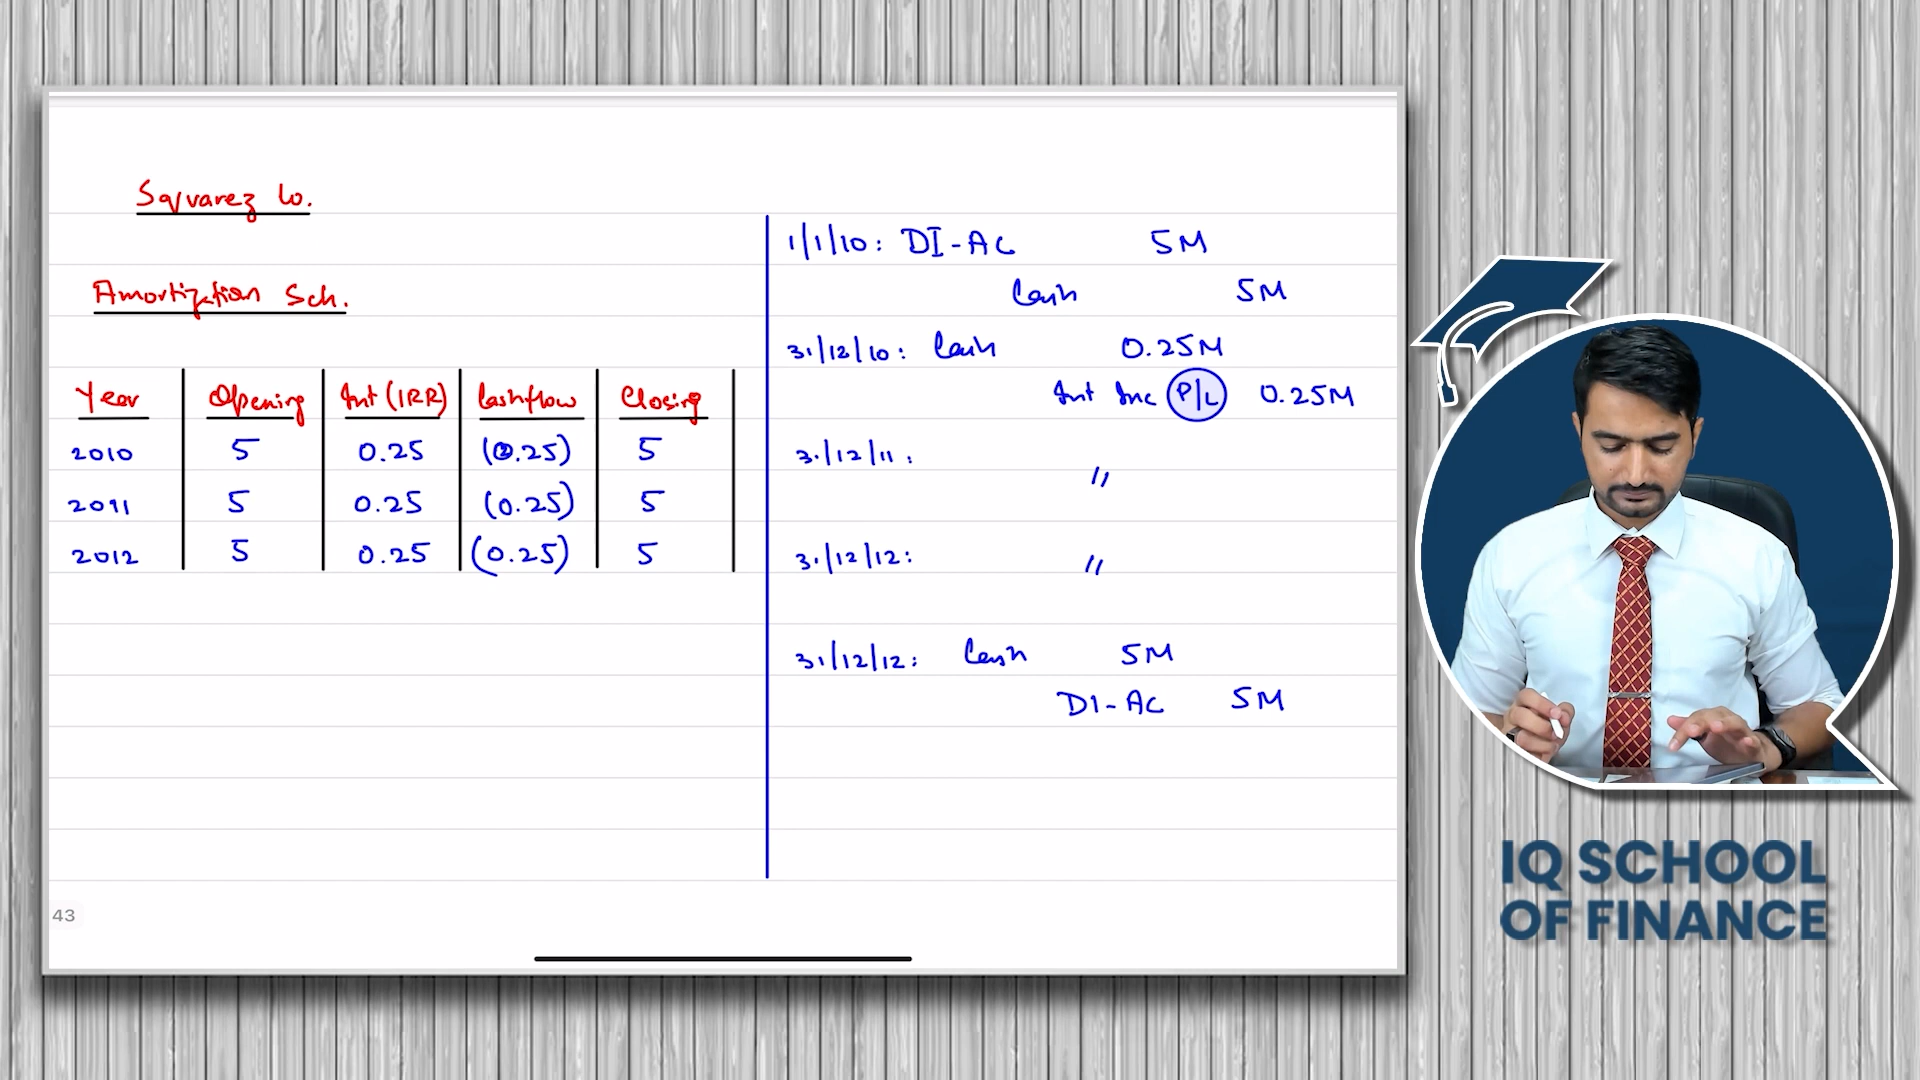 Squarez Co.
Amortization Sch.
Year Opening Int (IRR) Cashflow Closing
2010 5 0.25 (0.25) 5
2011 5 0.25 (0.25) 5
2012 5 0.25 (0.25) 5
43
1/1/10: DI-AC 5M
Cash 5M
31/12/10: Cash 0.25M
Int Inc P/L 0.25M
31/12/11: "
31/12/12: "
31/12/12: Cash 5M
DI-AC 5M
IQ SCHOOL
OF FINANCE